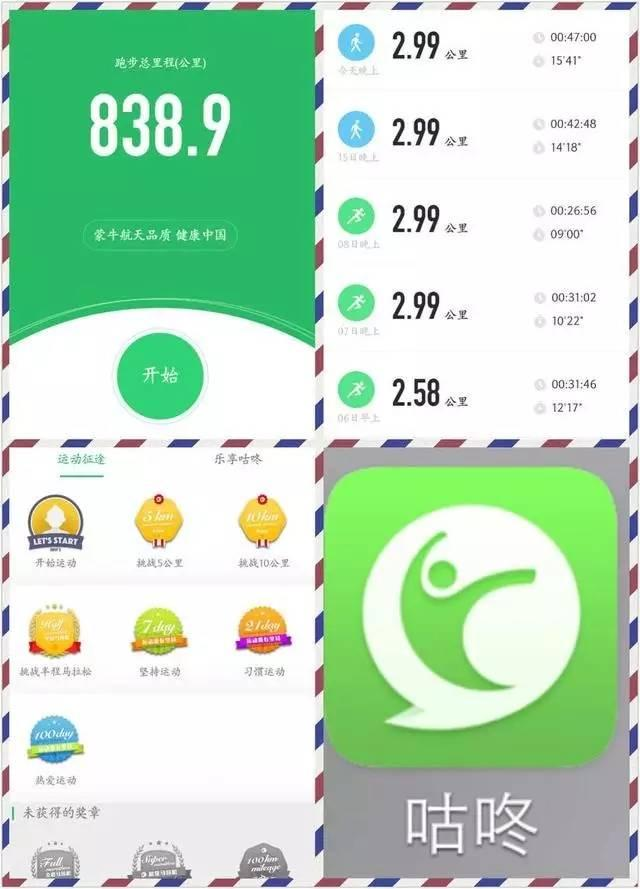 跑步总里程(公里)
838.9
蒙牛航天品质 健康中国
开始
2.99 公里
00:47:00
今天晚上
15'41"
2.99 公里
00:42:48
15日晚上
14'18"
2.99 公里
00:26:56
08日晚上
09'00"
2.99 公里
00:31:02
07日晚上
10'22"
2.58 公里
00:31:46
06日早上
12'17"
运动征途
乐享咕咚
LET'S START
5km
10km
开始运动
挑战5公里
挑战10公里
Half
7day
21day
挑战半程马拉松
坚持运动
习惯运动
100day
热爱运动
未获得的奖章
Full
Super
100km
mileage
咕咚